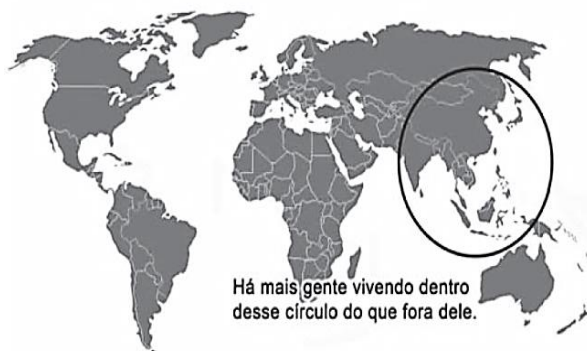 Há mais gente vivendo dentro
desse círculo do que fora dele.